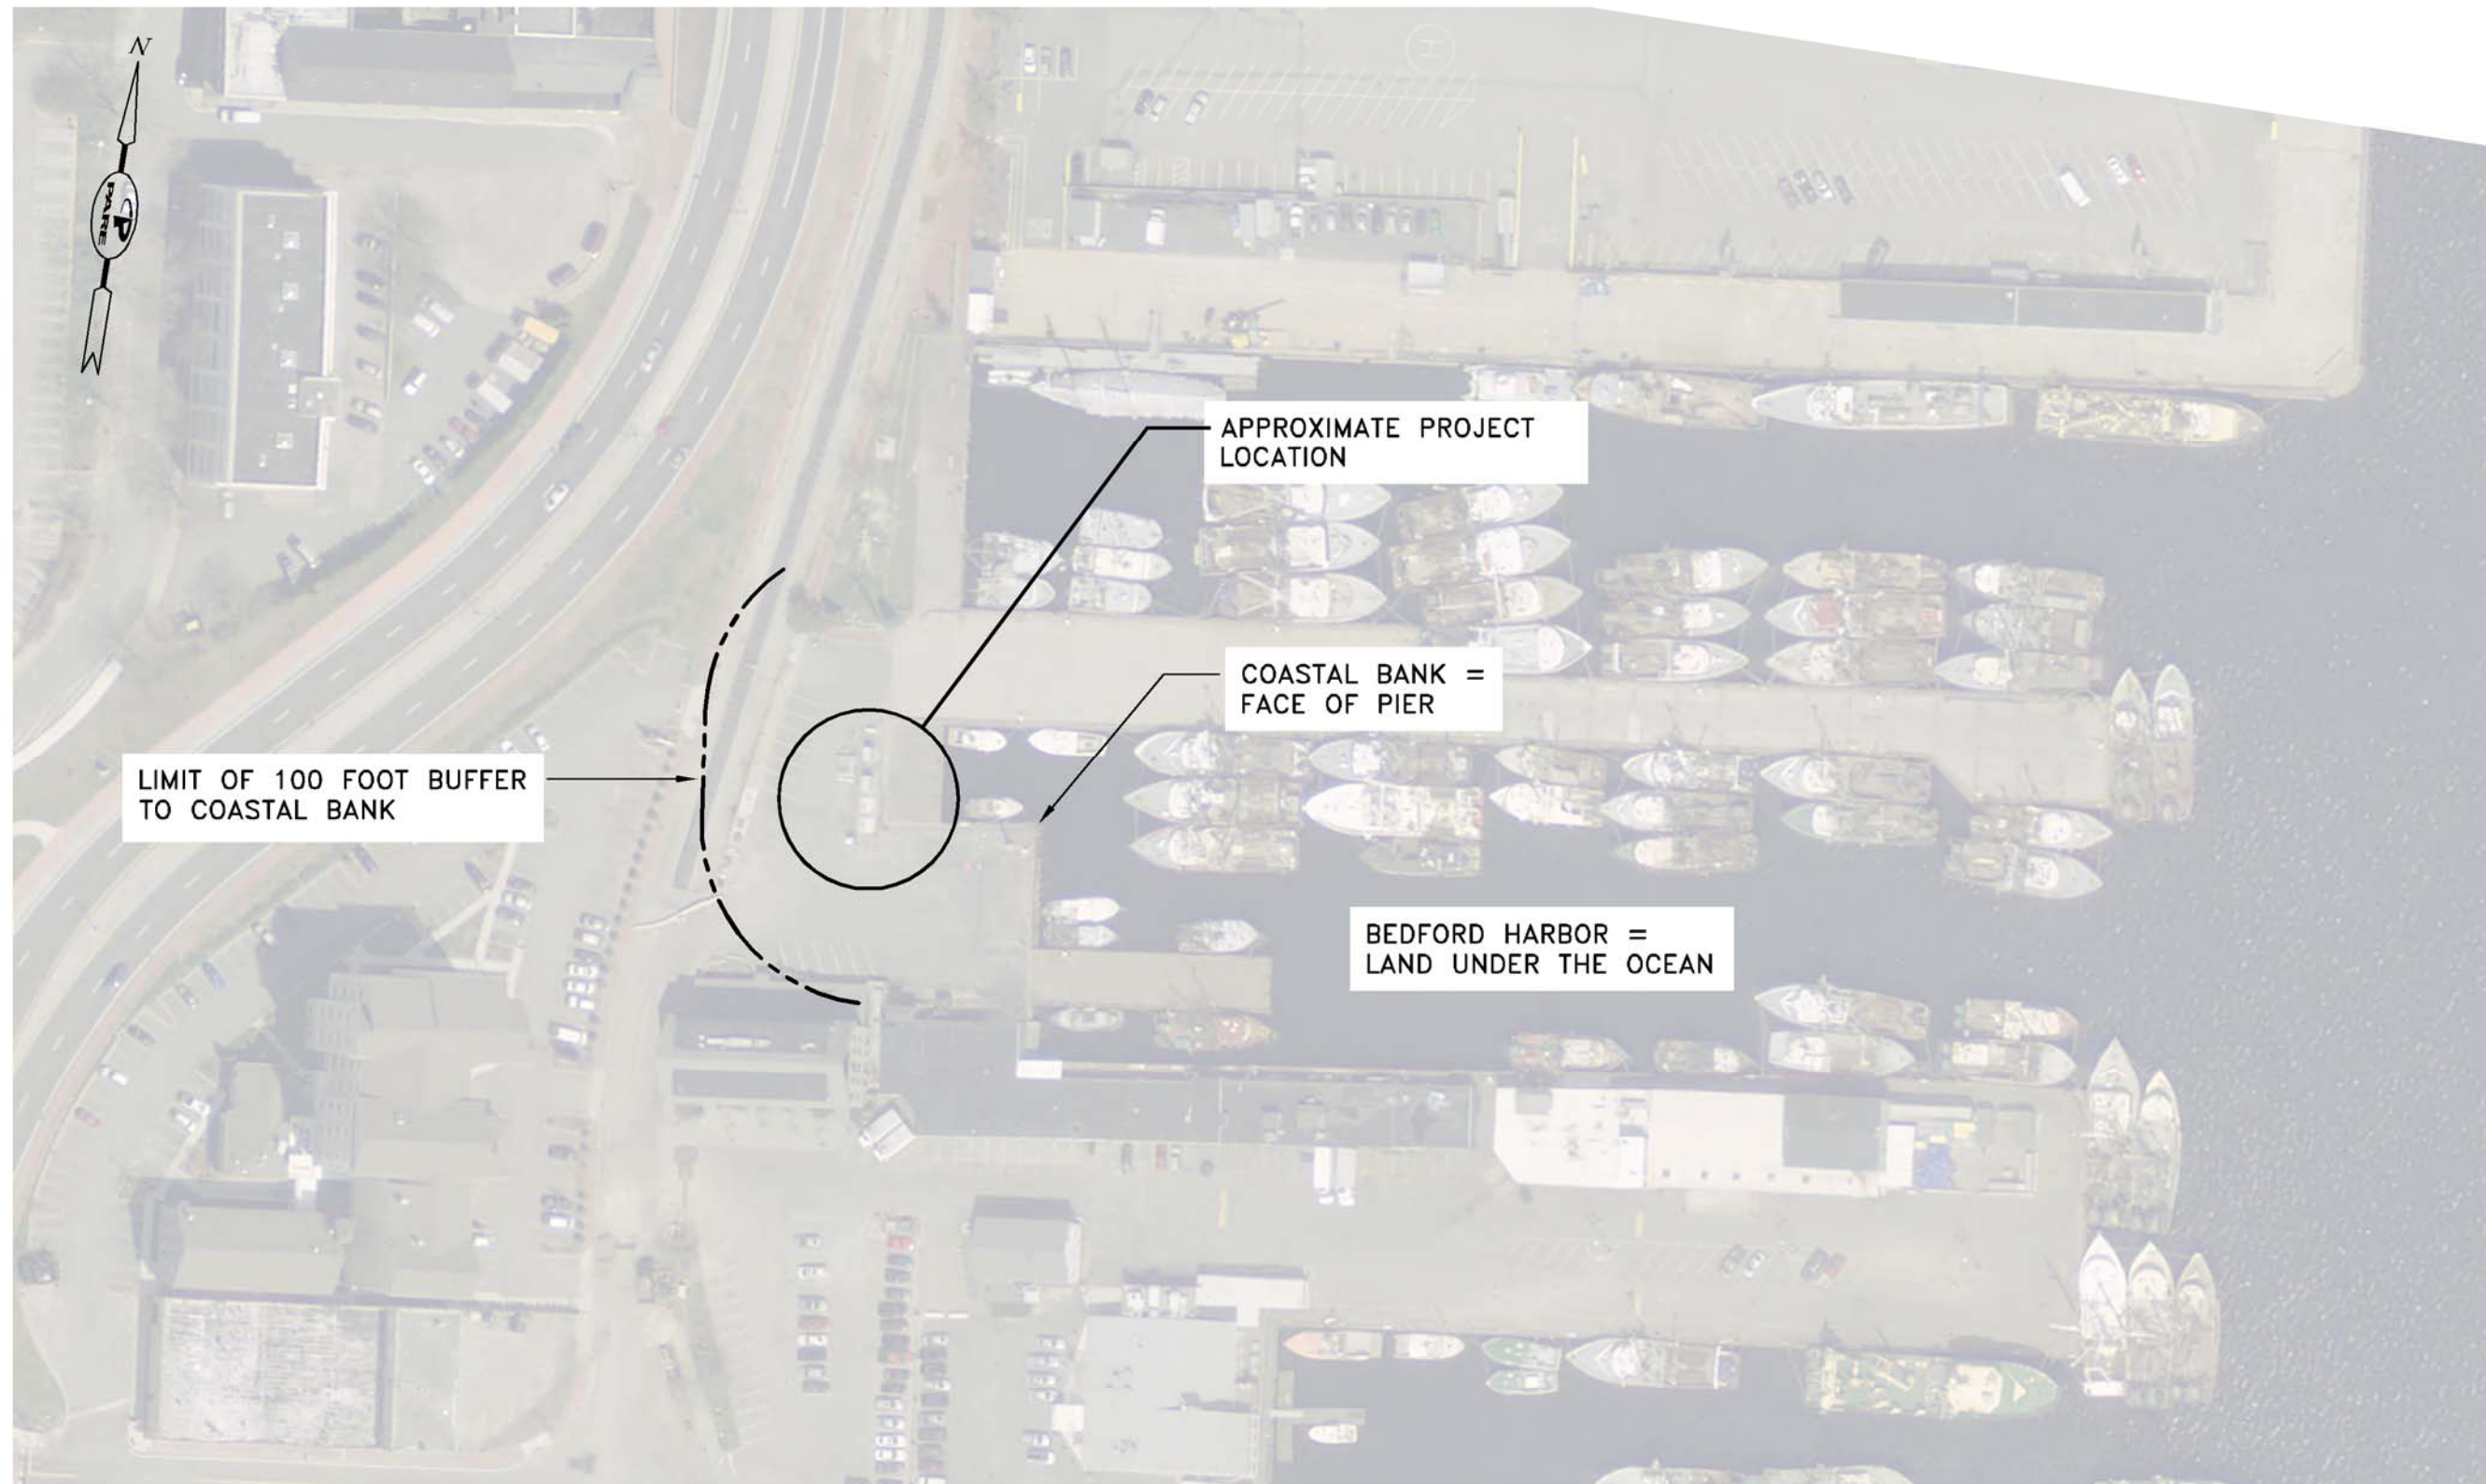 N
PARE
H
APPROXIMATE PROJECT
LOCATION
COASTAL BANK =
FACE OF PIER
LIMIT OF 100 FOOT BUFFER
TO COASTAL BANK
BEDFORD HARBOR =
LAND UNDER THE OCEAN